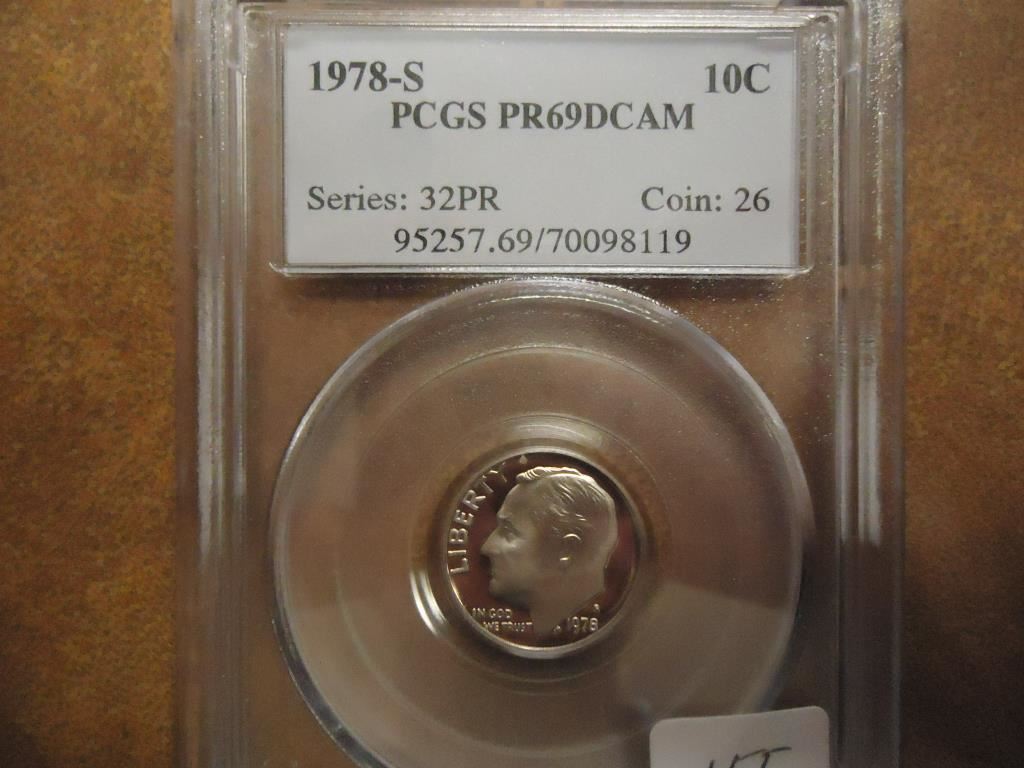 1978-S 10C
PCGS PR69DCAM
Series: 32PR Coin: 26
95257.69/70098119
LIBERTY
IN GOD
WE TRUST
1978